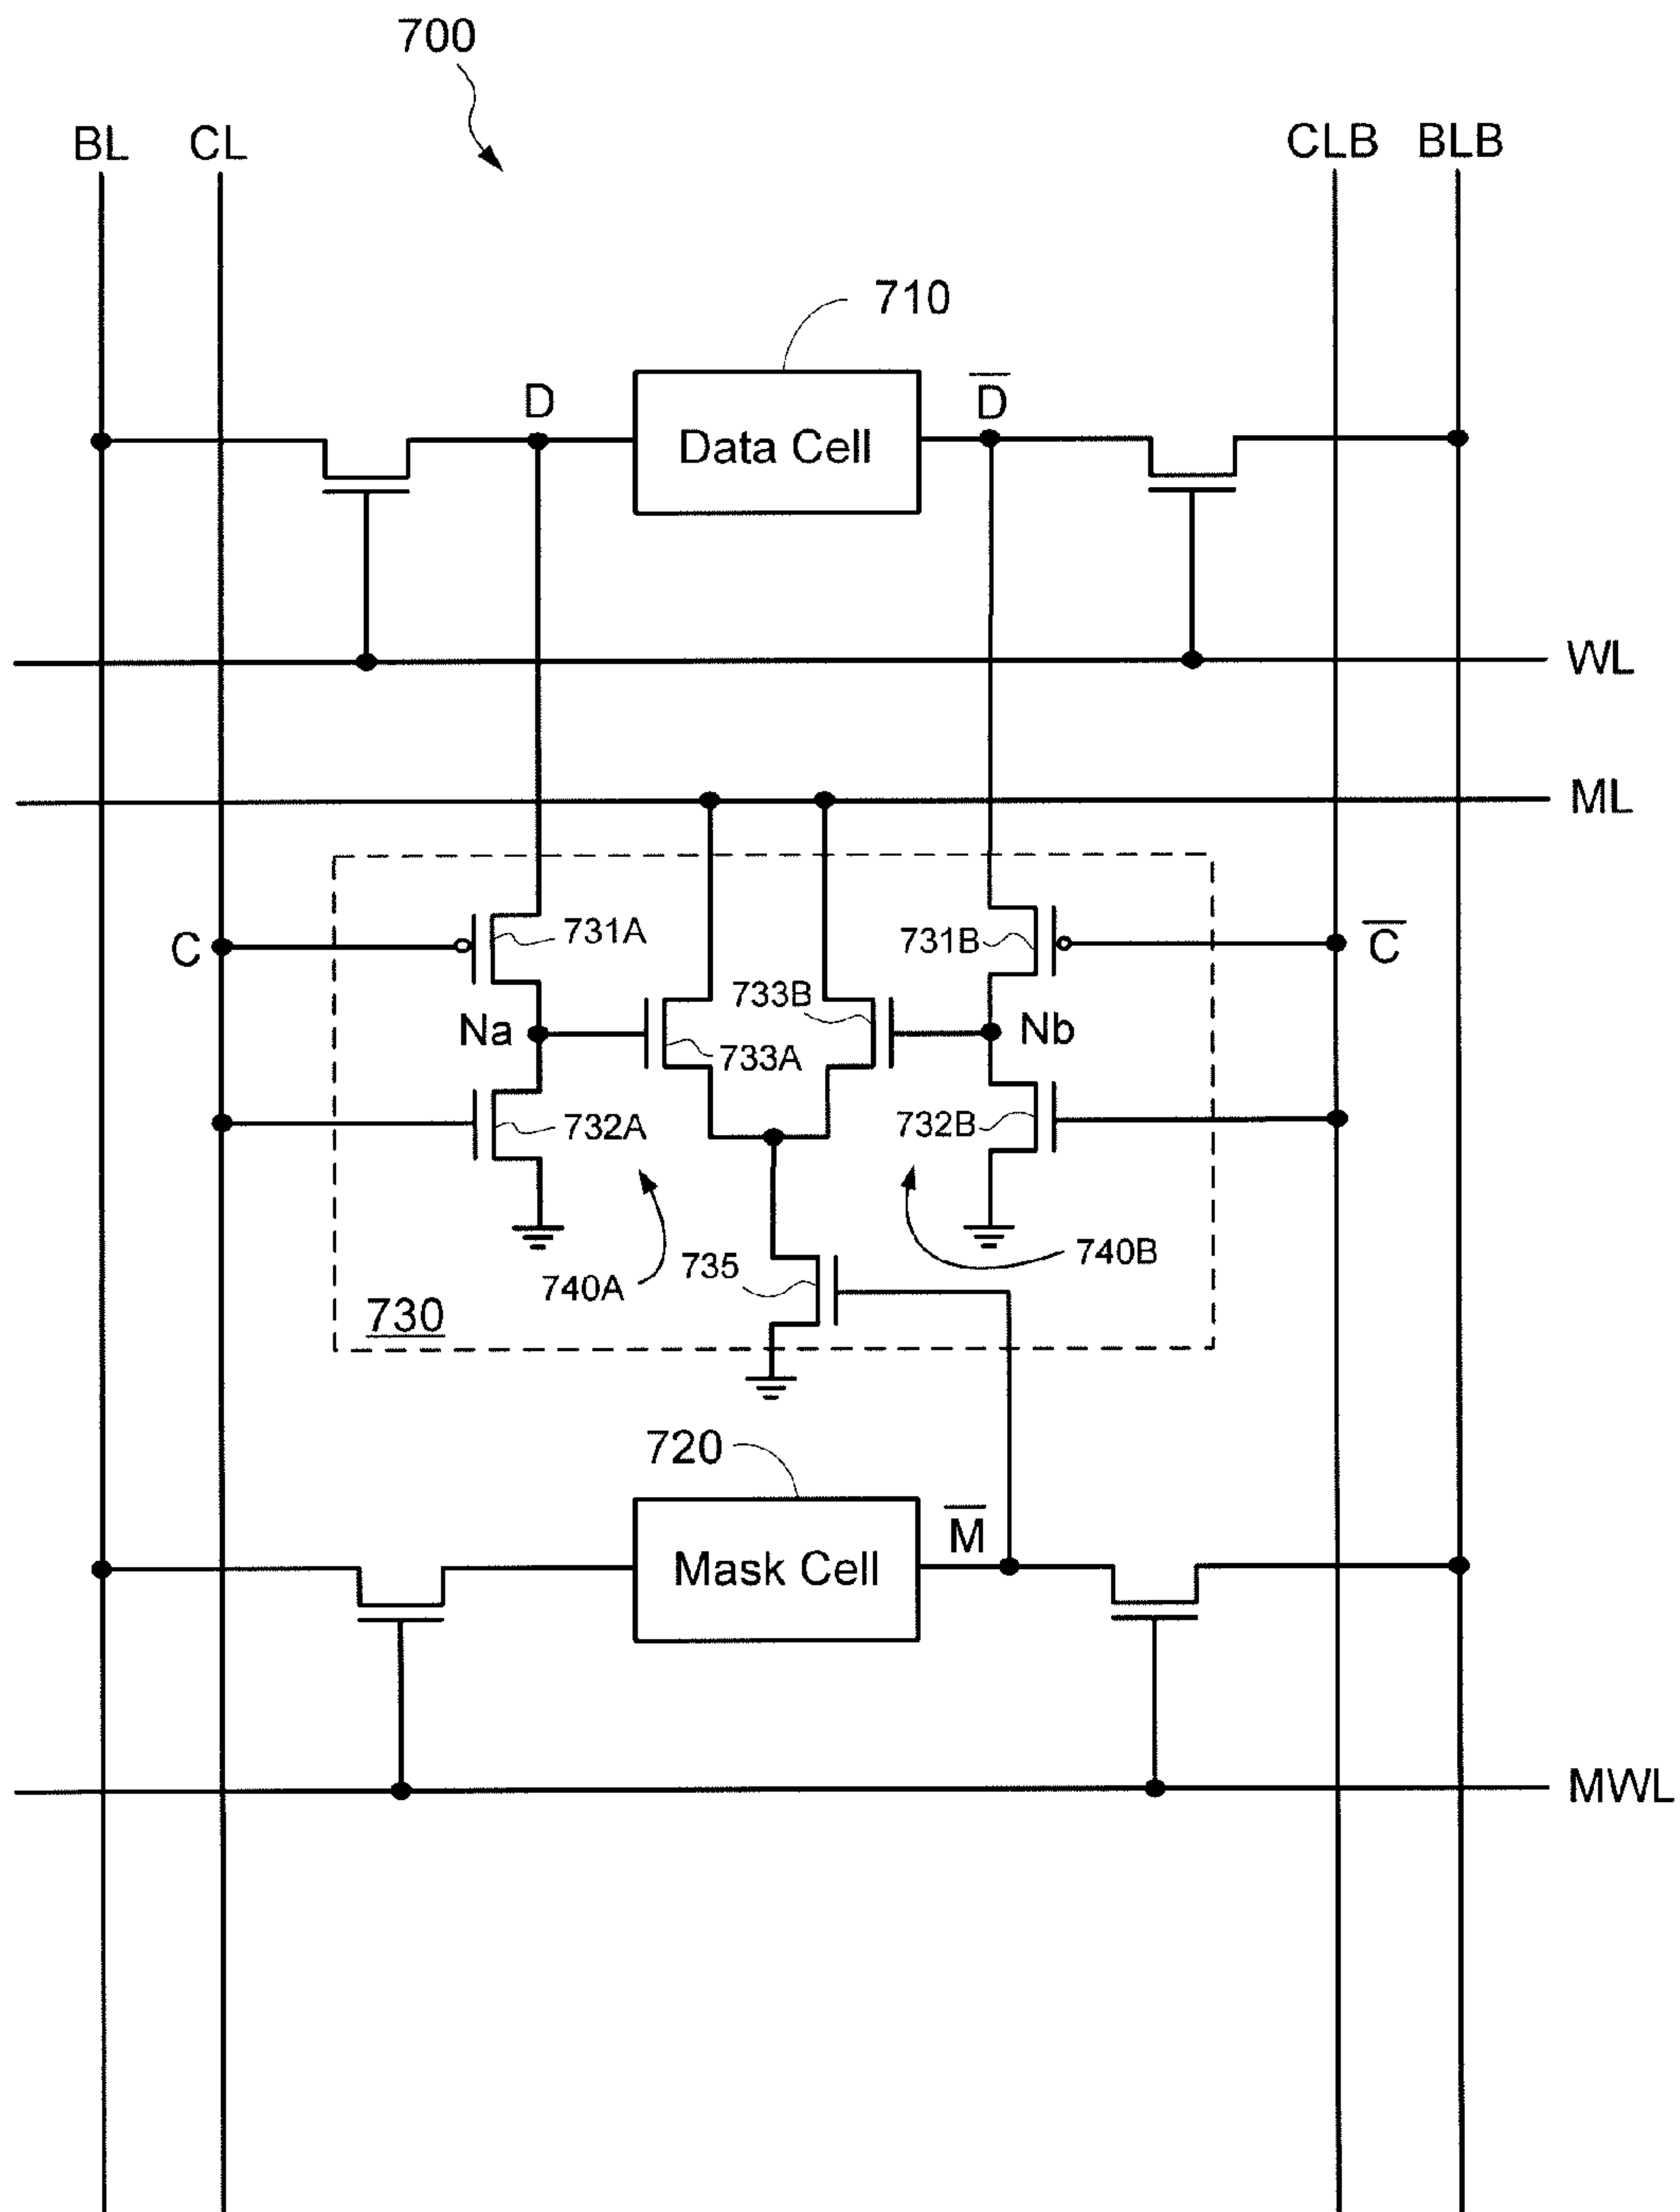 700
BL CL CLB BLB
710
D D̅
Data Cell
WL
ML
C 731A 731B C̅
733B
Na 733A Nb
732A 732B
735 740B
740A
730
720
M̅
Mask Cell
MWL